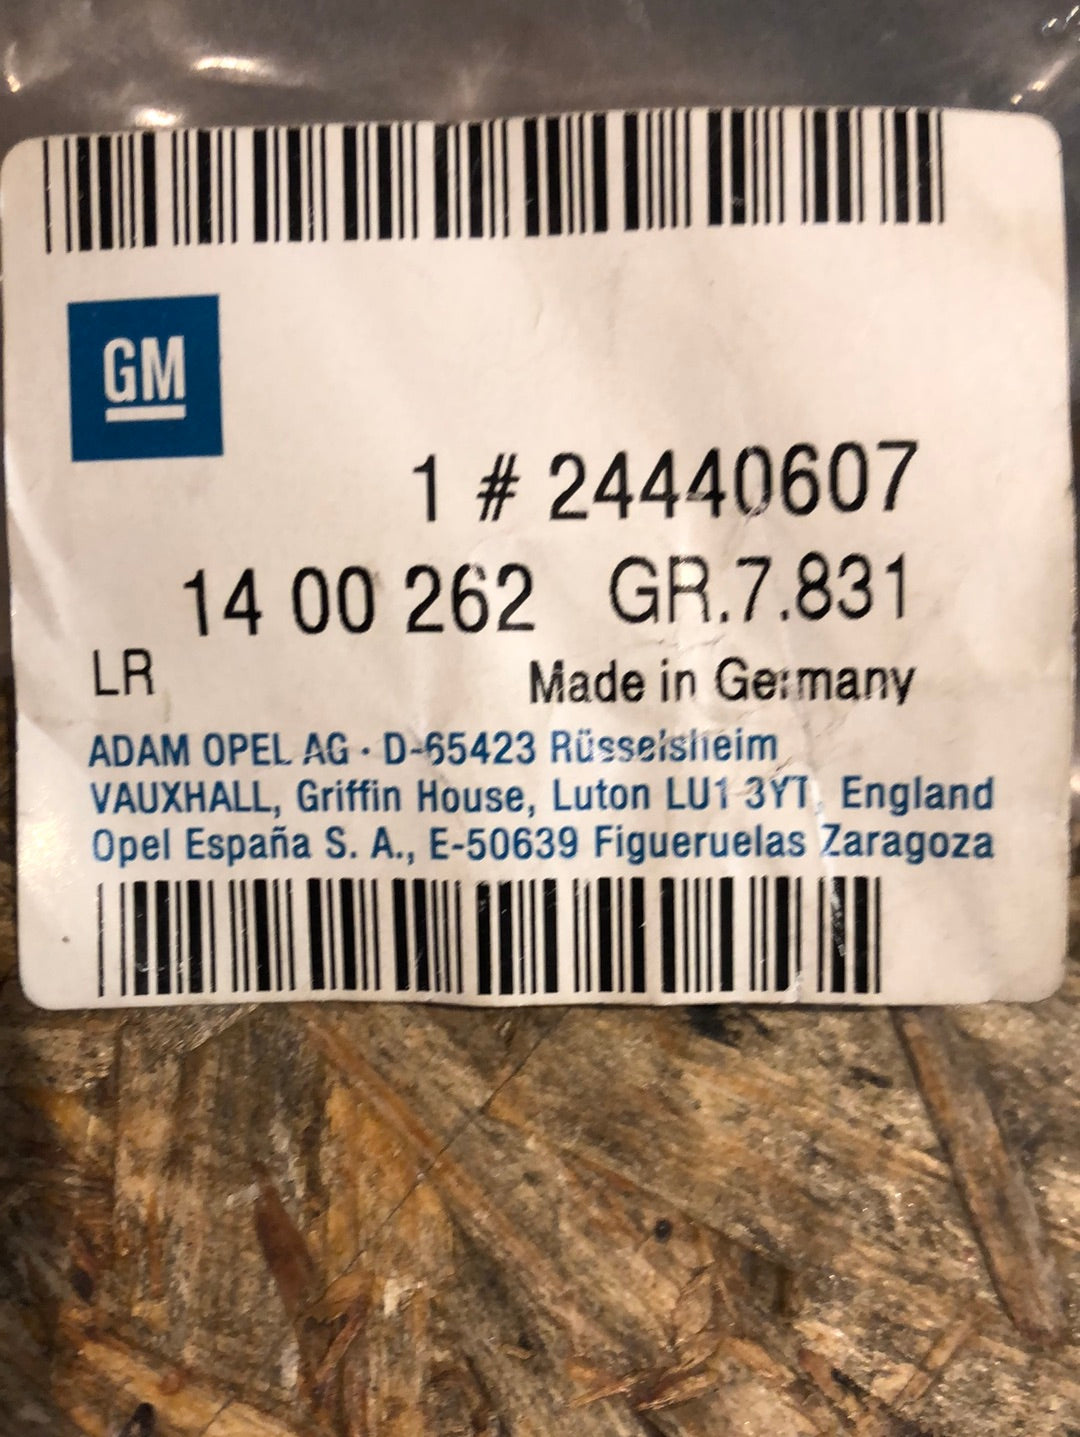 GM
1 # 24440607
14 00 262 GR.7.831
LR Made in Germany
ADAM OPEL AG · D-65423 Rüsselsheim
VAUXHALL, Griffin House, Luton LU1 3YT, England
Opel España S. A., E-50639 Figueruelas Zaragoza